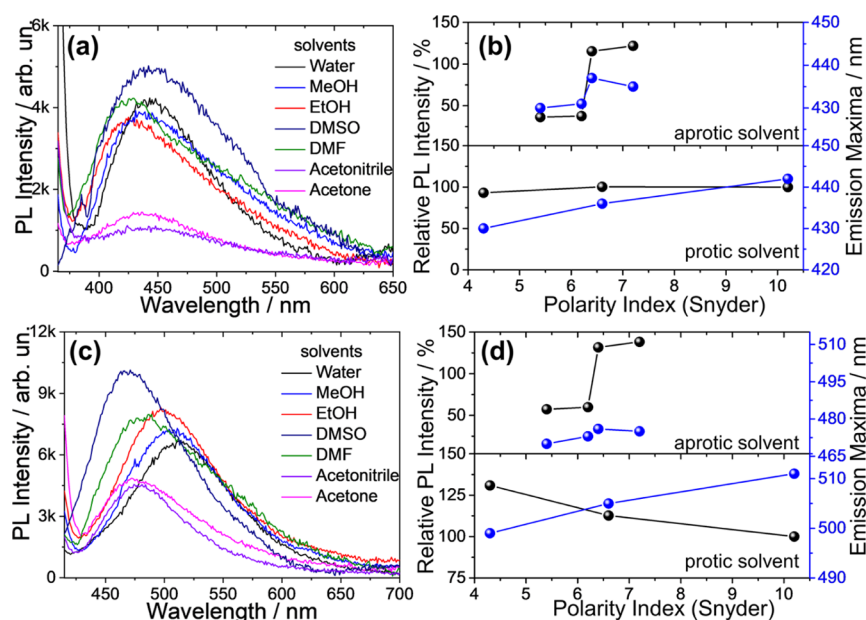 (a)
PL Intensity / arb. un.
6k
4k
2k
0
solvents
Water
MeOH
EtOH
DMSO
DMF
Acetonitrile
Acetone
400 450 500 550 600 650
Wavelength / nm
(b)
Relative PL Intensity / %
150
125
100
75
50
25
150
100
50
0
aprotic solvent
protic solvent
450
440
430
450
440
430
420
Emission Maxima / nm
4 5 6 7 8 9 10
Polarity Index (Snyder)
(c)
PL Intensity / arb. un.
12k
9k
6k
3k
0
solvents
Water
MeOH
EtOH
DMSO
DMF
Acetonitrile
Acetone
450 500 550 600 650 700
Wavelength / nm
(d)
Relative PL Intensity / %
150
100
50
150
125
100
75
aprotic solvent
protic solvent
510
495
480
465
510
500
490
Emission Maxima / nm
4 5 6 7 8 9 10
Polarity Index (Snyder)